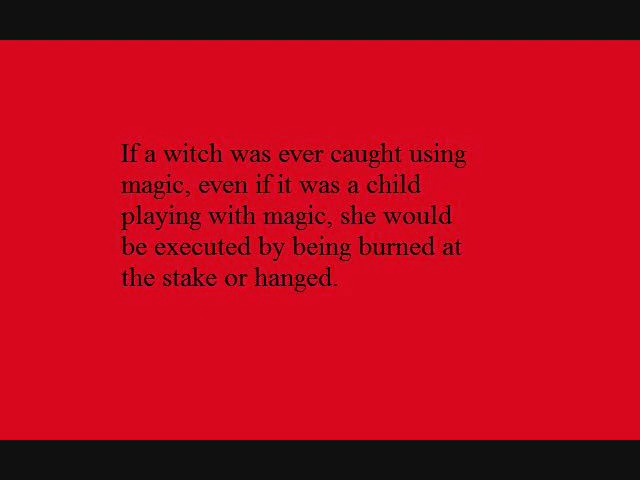 If a witch was ever caught using
magic, even if it was a child
playing with magic, she would
be executed by being burned at
the stake or hanged.